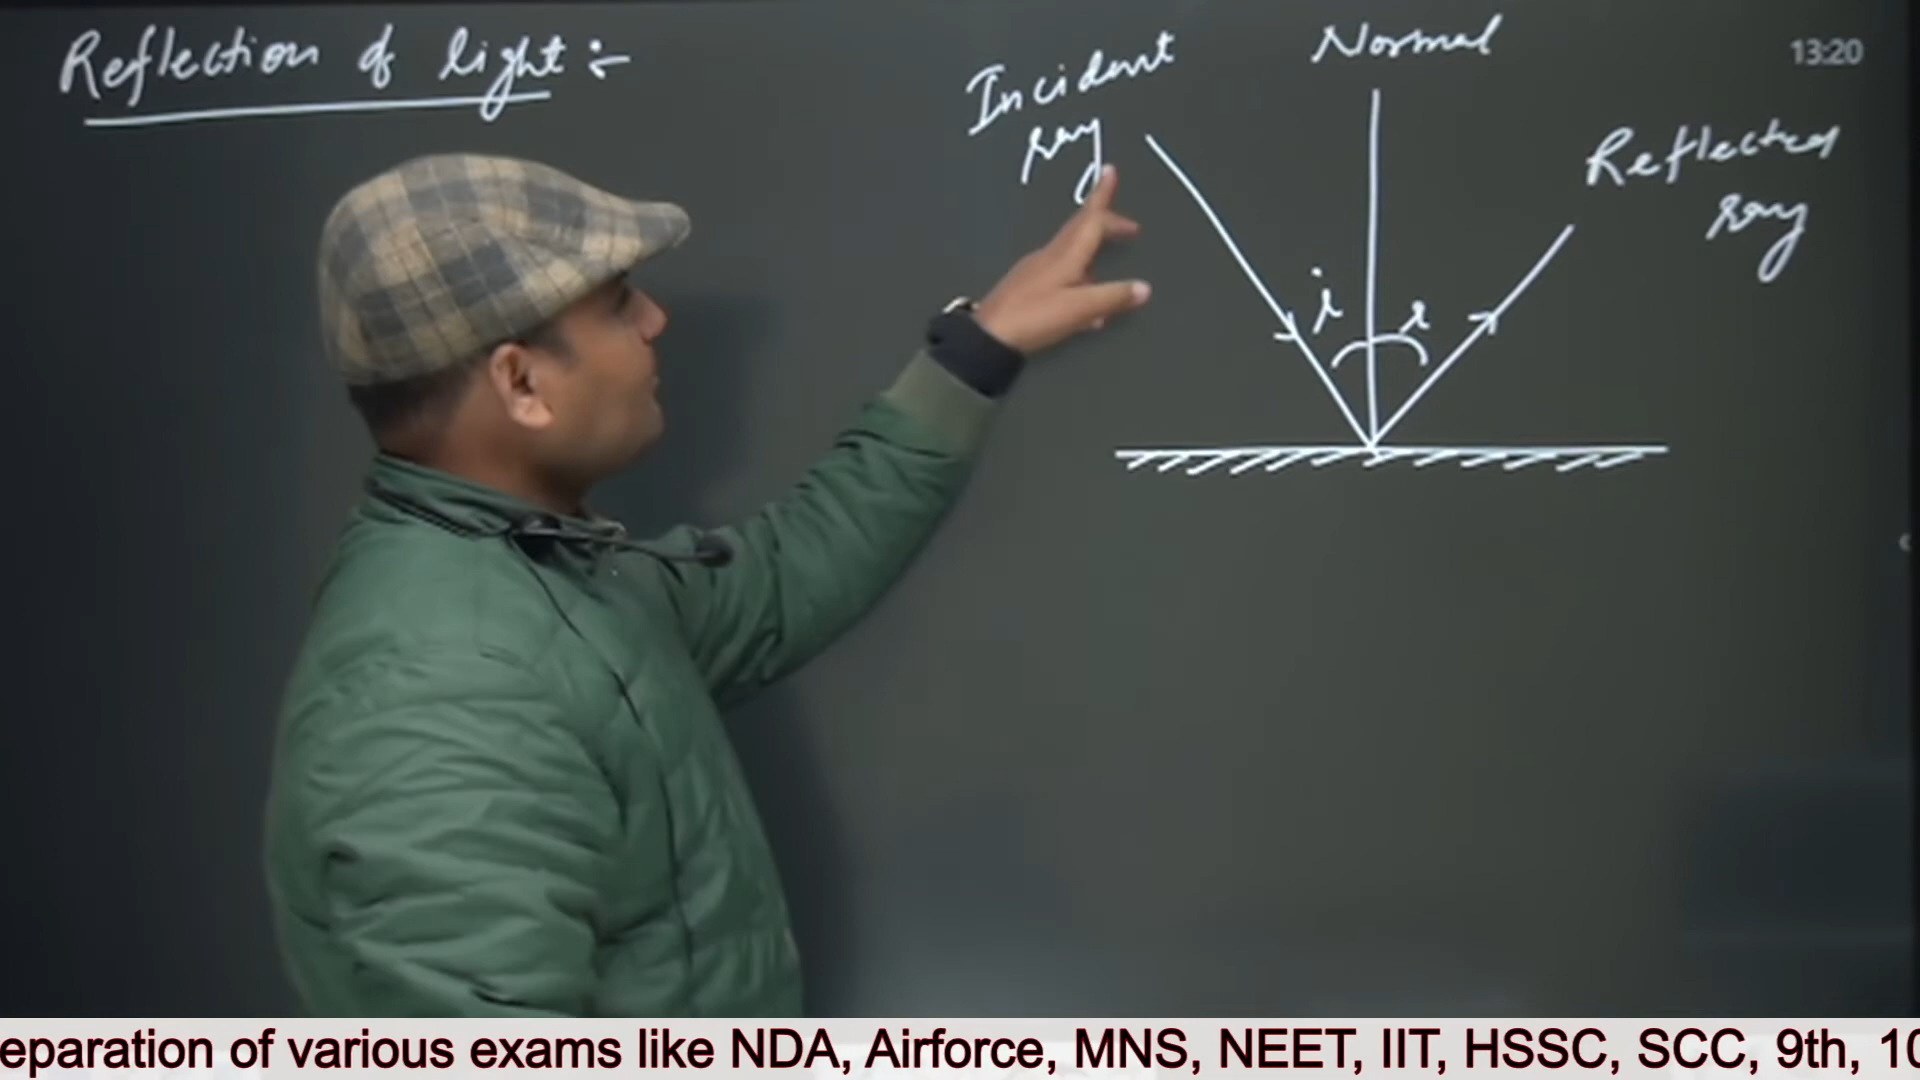 Reflection of light :-
Incident
ray
Normal
13:20
Reflected
ray
i
r
eparation of various exams like NDA, Airforce, MNS, NEET, IIT, HSSC, SCC, 9th, 10